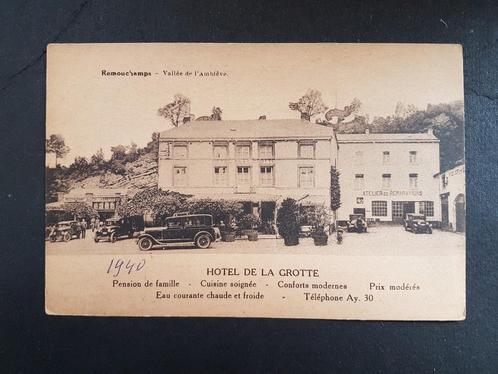 Remouchamps - Vallée de l'Amblève.
ATELIER DE REPARATIONS
1940
HOTEL DE LA GROTTE
Pension de famille - Cuisine soignée - Conforts modernes Prix modérés
Eau courante chaude et froide - Téléphone Ay. 30